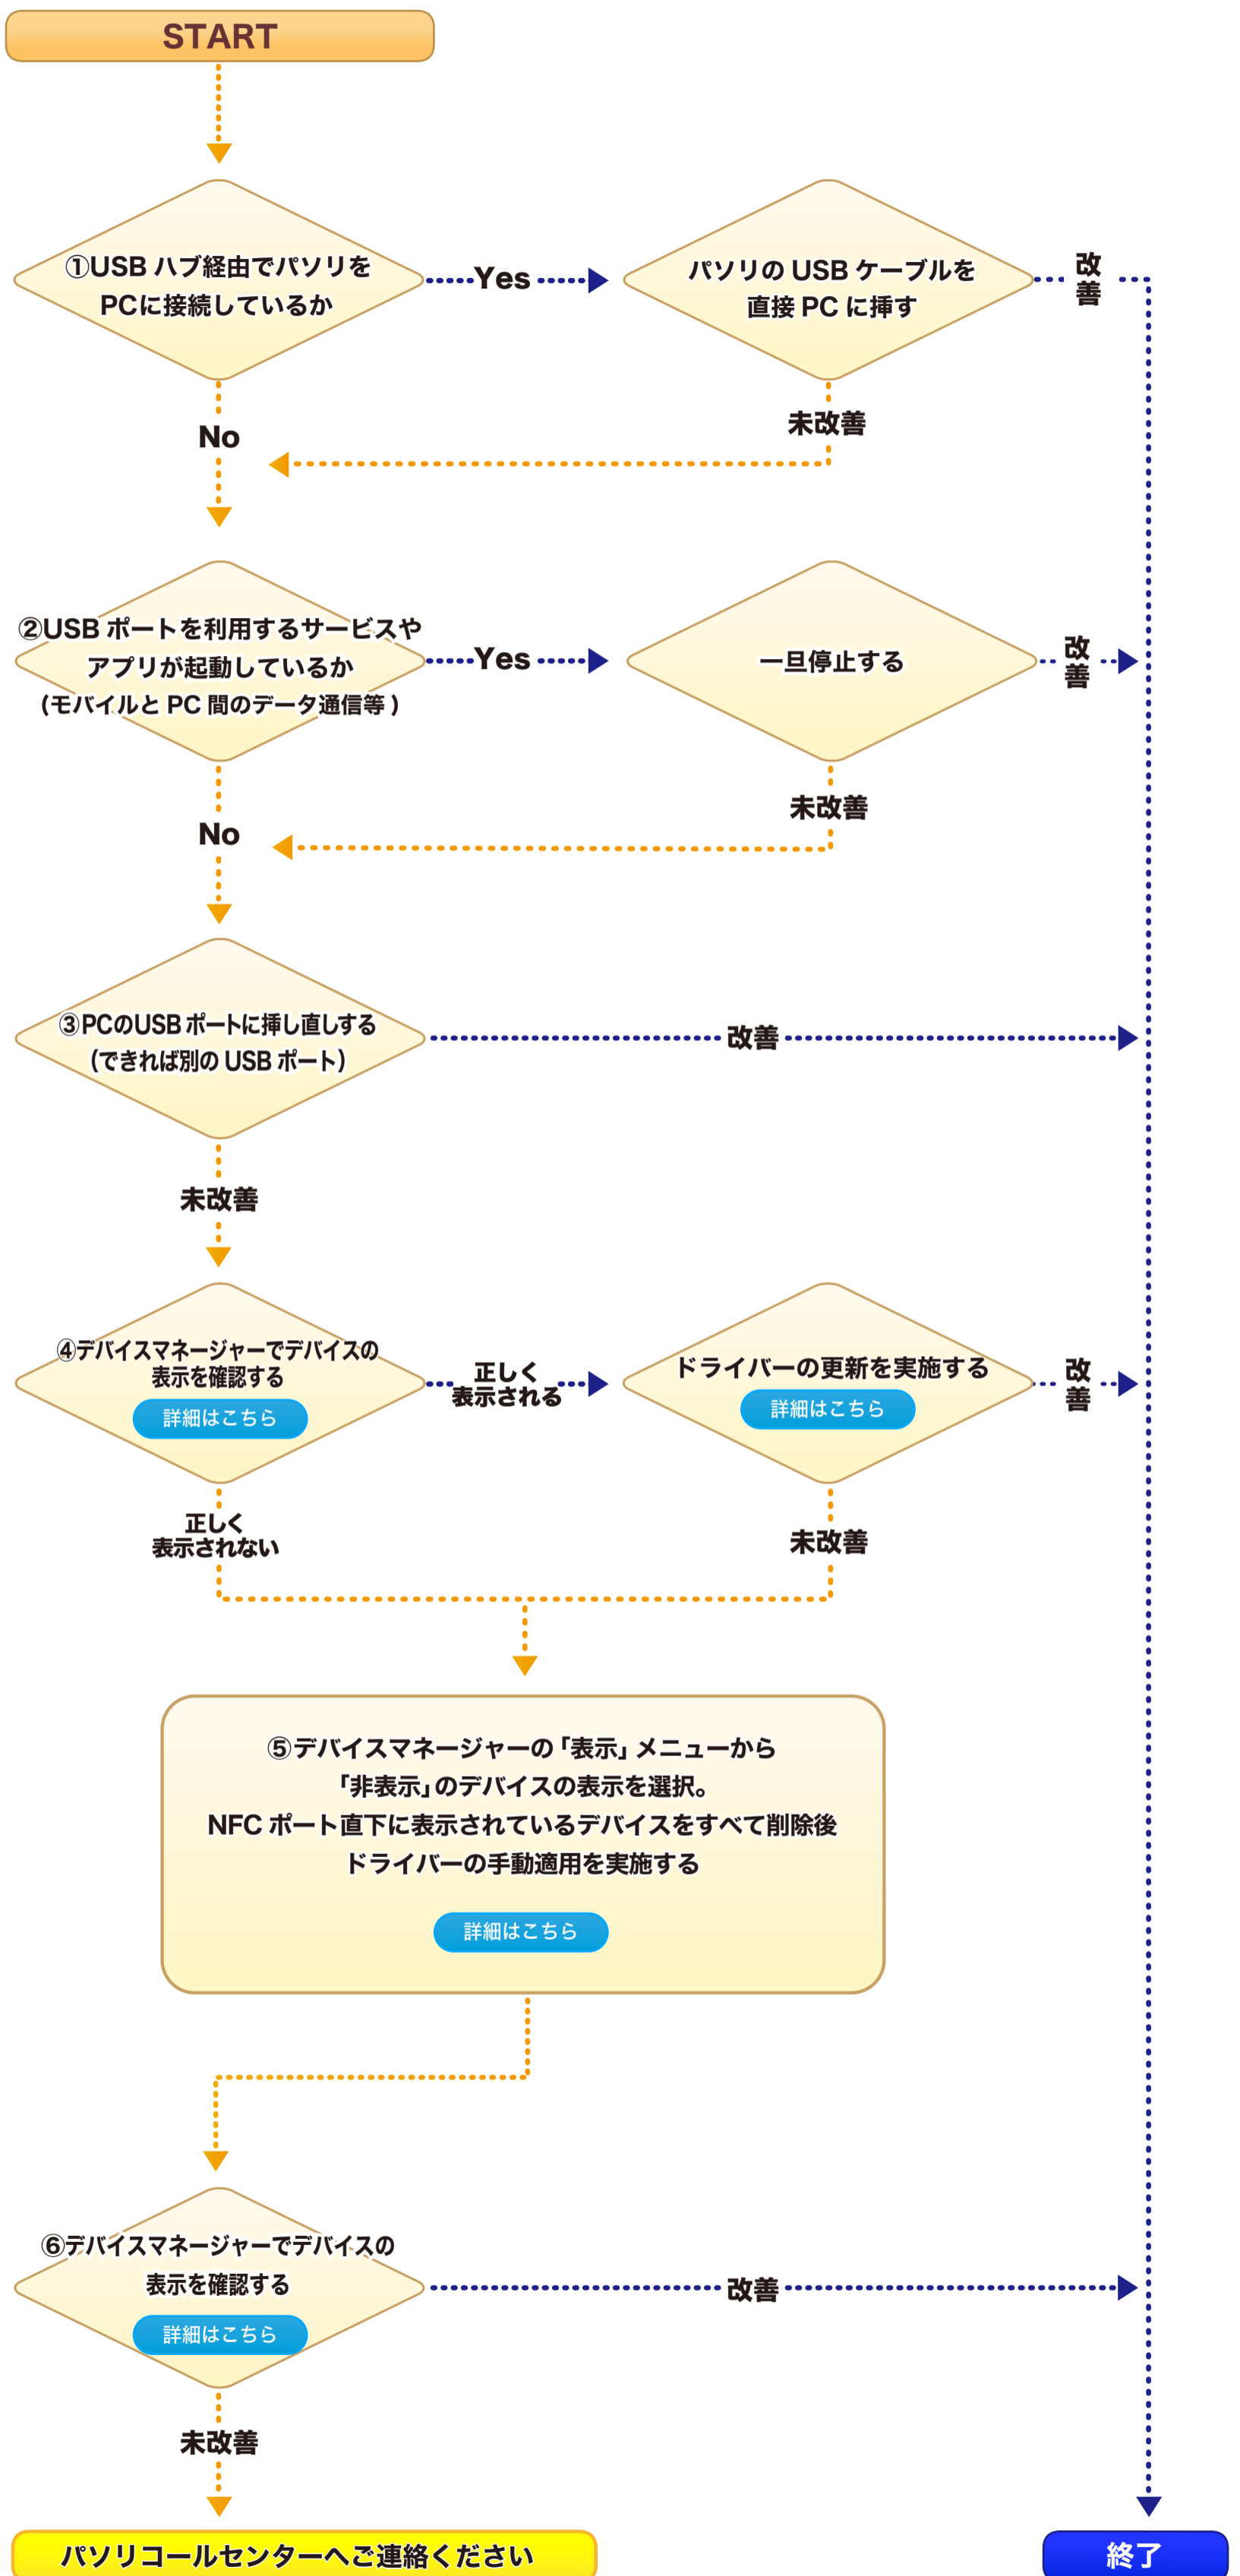 START
①USB ハブ経由でパソリを
PCに接続しているか
Yes
パソリの USB ケーブルを
直接 PC に挿す
改
善
No
未改善
②USB ポートを利用するサービスや
アプリが起動しているか
(モバイルと PC 間のデータ通信等 )
Yes
一旦停止する
改
善
No
未改善
③PCのUSB ポートに挿し直しする
（できれば別の USB ポート）
改善
未改善
④デバイスマネージャーでデバイスの
表示を確認する
詳細はこちら
正しく
表示される
ドライバーの更新を実施する
詳細はこちら
改
善
正しく
表示されない
未改善
⑤デバイスマネージャーの「表示」メニューから
「非表示」のデバイスの表示を選択。
NFC ポート直下に表示されているデバイスをすべて削除後
ドライバーの手動適用を実施する
詳細はこちら
⑥デバイスマネージャーでデバイスの
表示を確認する
詳細はこちら
改善
未改善
パソリコールセンターへご連絡ください
終了